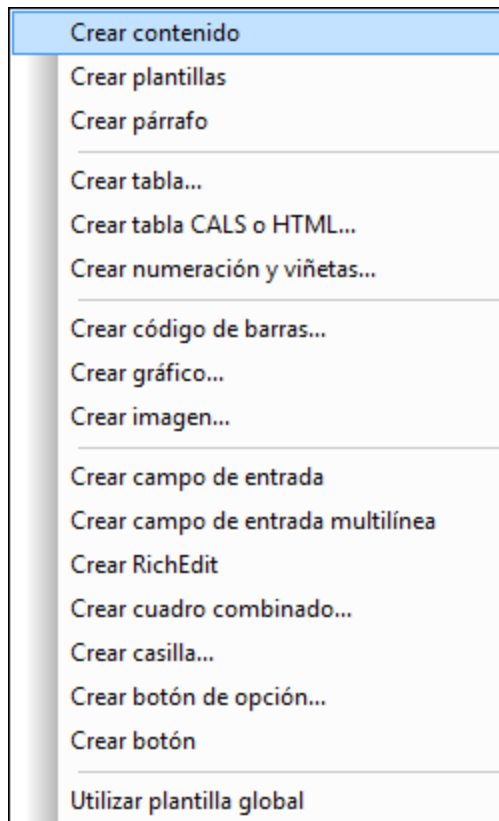 Crear contenido
Crear plantillas
Crear párrafo
Crear tabla...
Crear tabla CALS o HTML...
Crear numeración y viñetas...
Crear código de barras...
Crear gráfico...
Crear imagen...
Crear campo de entrada
Crear campo de entrada multilínea
Crear RichEdit
Crear cuadro combinado...
Crear casilla...
Crear botón de opción...
Crear botón
Utilizar plantilla global